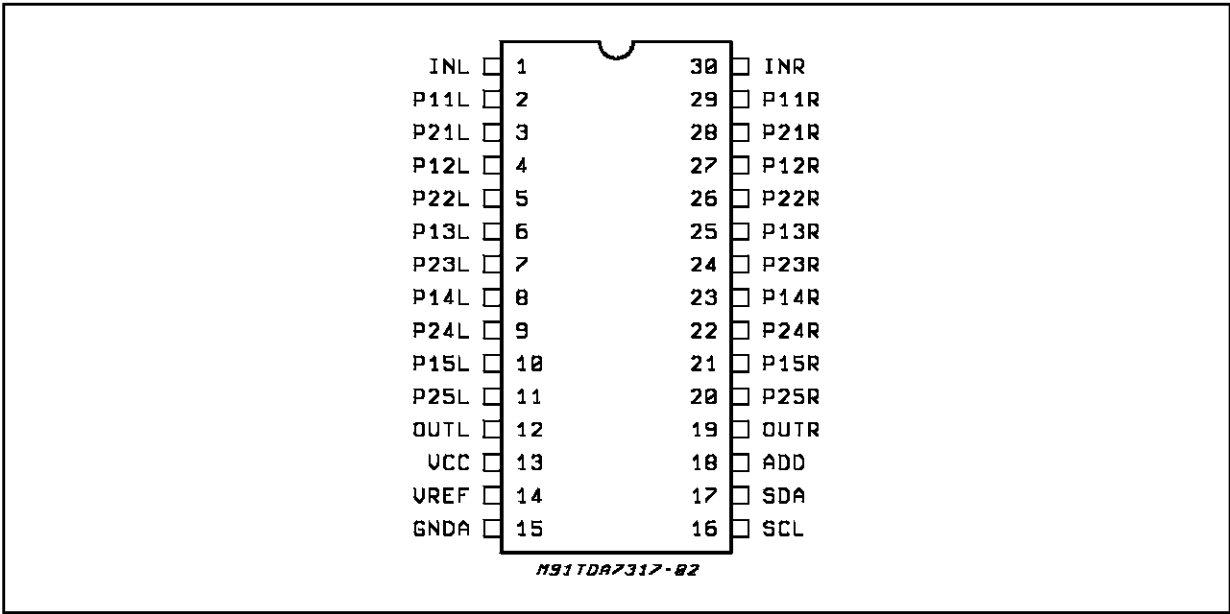 INL 1 30 INR
P11L 2 29 P11R
P21L 3 28 P21R
P12L 4 27 P12R
P22L 5 26 P22R
P13L 6 25 P13R
P23L 7 24 P23R
P14L 8 23 P14R
P24L 9 22 P24R
P15L 10 21 P15R
P25L 11 20 P25R
OUTL 12 19 OUTR
VCC 13 18 ADD
VREF 14 17 SDA
GNDA 15 16 SCL
M91TDA7317-02